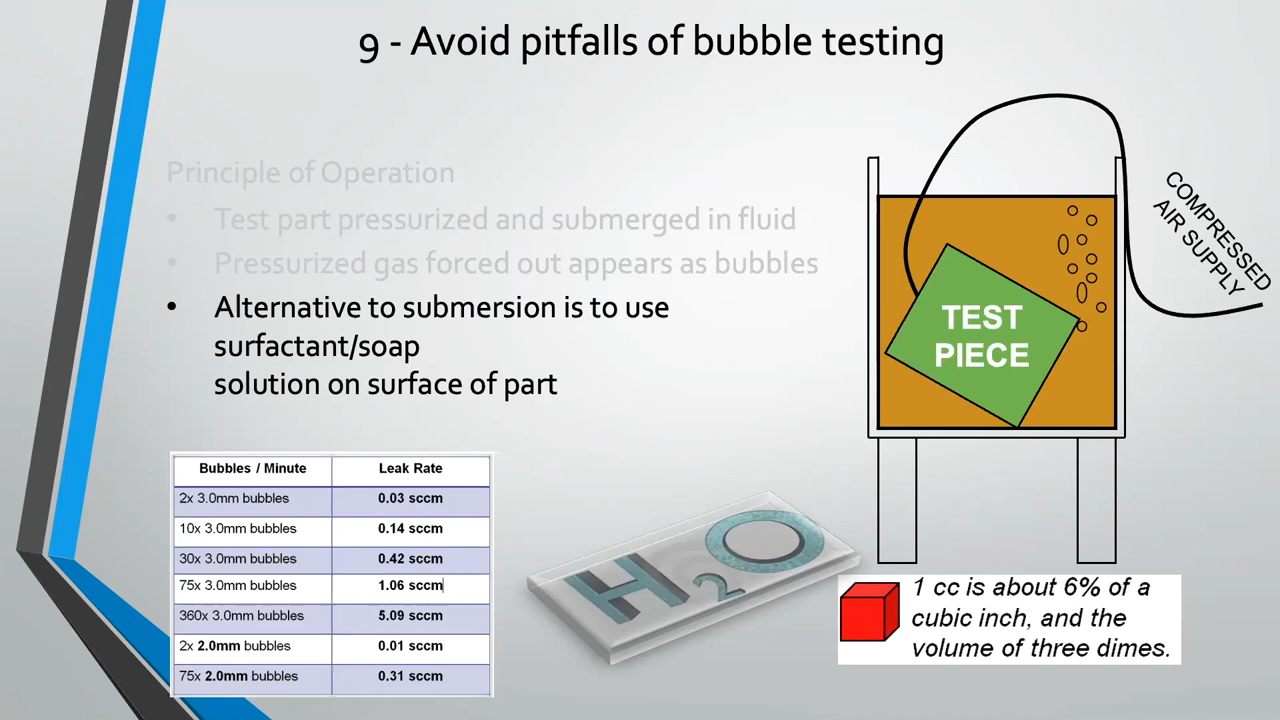 9 - Avoid pitfalls of bubble testing
Principle of Operation
• Test part pressurized and submerged in fluid
• Pressurized gas forced out appears as bubbles
• Alternative to submersion is to use
surfactant/soap
solution on surface of part
COMPRESSED
AIR SUPPLY
TEST
PIECE
Bubbles / Minute Leak Rate
2x 3.0mm bubbles 0.03 sccm
10x 3.0mm bubbles 0.14 sccm
30x 3.0mm bubbles 0.42 sccm
75x 3.0mm bubbles 1.06 sccm
360x 3.0mm bubbles 5.09 sccm
2x 2.0mm bubbles 0.01 sccm
75x 2.0mm bubbles 0.31 sccm
H2O
1 cc is about 6% of a
cubic inch, and the
volume of three dimes.